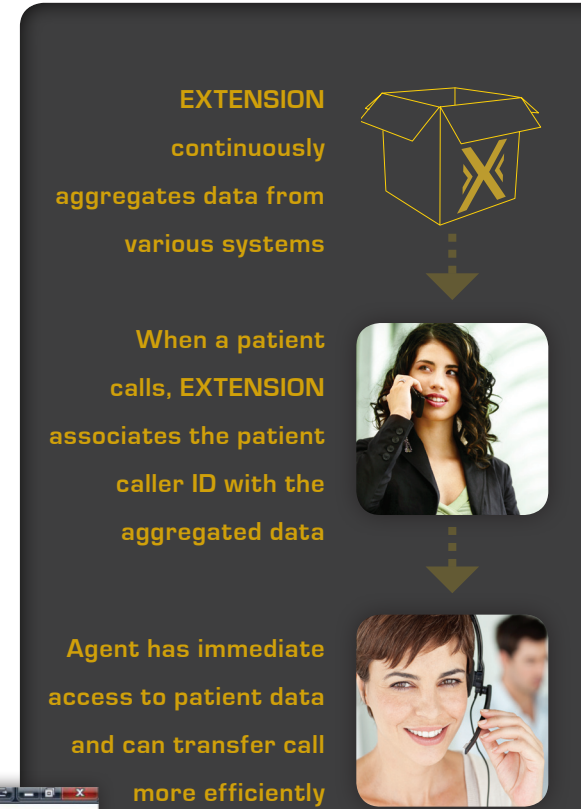 EXTENSION
continuously
aggregates data from
various systems
When a patient
calls, EXTENSION
associates the patient
caller ID with the
aggregated data
Agent has immediate
access to patient data
and can transfer call
more efficiently